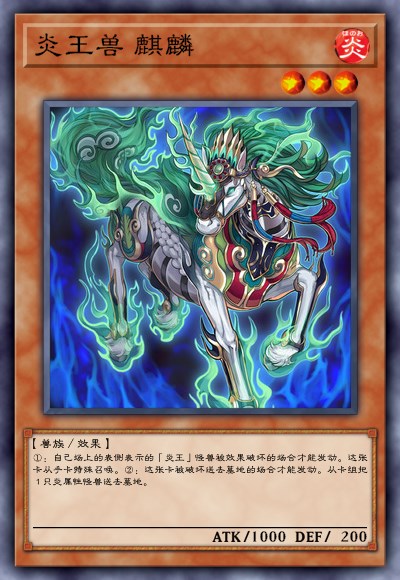 炎王兽 麒麟
ほのお
炎
【兽族／效果】
①：自己场上的表侧表示的「炎王」怪兽被效果破坏的场合才能发动。这张
卡从手卡特殊召唤。②：这张卡被破坏送去墓地的场合才能发动。从卡组把
1只炎属性怪兽送去墓地。
ATK/1000 DEF/ 200